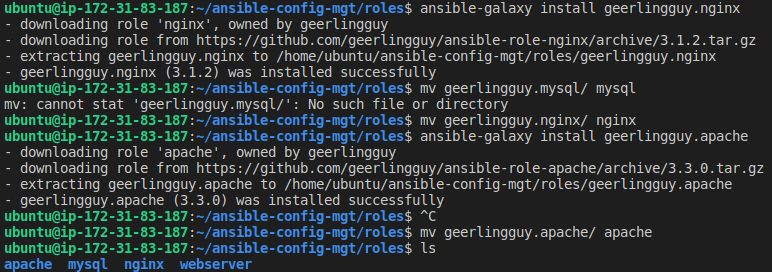 ubuntu@ip-172-31-83-187:~/ansible-config-mgt/roles$ ansible-galaxy install geerlingguy.nginx
- downloading role 'nginx', owned by geerlingguy
- downloading role from https://github.com/geerlingguy/ansible-role-nginx/archive/3.1.2.tar.gz
- extracting geerlingguy.nginx to /home/ubuntu/ansible-config-mgt/roles/geerlingguy.nginx
- geerlingguy.nginx (3.1.2) was installed successfully
ubuntu@ip-172-31-83-187:~/ansible-config-mgt/roles$ mv geerlingguy.mysql/ mysql
mv: cannot stat 'geerlingguy.mysql/': No such file or directory
ubuntu@ip-172-31-83-187:~/ansible-config-mgt/roles$ mv geerlingguy.nginx/ nginx
ubuntu@ip-172-31-83-187:~/ansible-config-mgt/roles$ ansible-galaxy install geerlingguy.apache
- downloading role 'apache', owned by geerlingguy
- downloading role from https://github.com/geerlingguy/ansible-role-apache/archive/3.3.0.tar.gz
- extracting geerlingguy.apache to /home/ubuntu/ansible-config-mgt/roles/geerlingguy.apache
- geerlingguy.apache (3.3.0) was installed successfully
ubuntu@ip-172-31-83-187:~/ansible-config-mgt/roles$ ^C
ubuntu@ip-172-31-83-187:~/ansible-config-mgt/roles$ mv geerlingguy.apache/ apache
ubuntu@ip-172-31-83-187:~/ansible-config-mgt/roles$ ls
apache  mysql  nginx  webserver